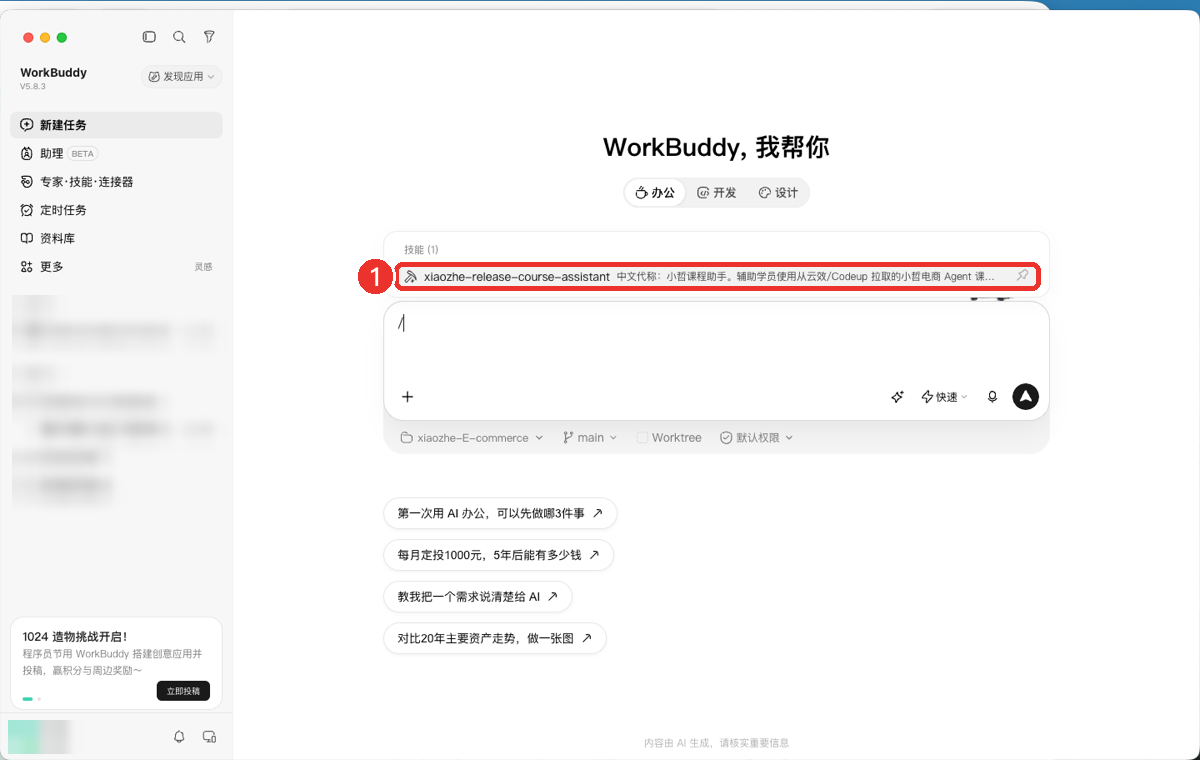 WorkBuddy
V5.8.3
发现应用
新建任务
助理 BETA
专家·技能·连接器
定时任务
资料库
更多
灵感
1024 造物挑战开启!
程序员节用 WorkBuddy 搭建创意应用并
投稿，赢积分与周边奖励～
立即投稿
WorkBuddy, 我帮你
办公 开发 设计
技能 (1)
1
xiaozhe-release-course-assistant 中文代称：小哲课程助手。辅助学员使用从云效/Codeup 拉取的小哲电商 Agent 课...
/
快速
xiaozhe-E-commerce main Worktree 默认权限
第一次用 AI 办公，可以先做哪3件事
每月定投1000元，5年后能有多少钱
教我把一个需求说清楚给 AI
对比20年主要资产走势，做一张图
内容由 AI 生成，请核实重要信息